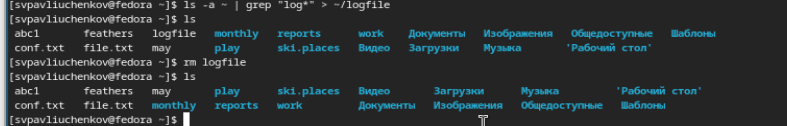 [svpavliuchenkov@fedora ~]$ ls -a ~ | grep "log*" > ~/logfile
[svpavliuchenkov@fedora ~]$ ls
abc1 feathers logfile monthly reports work Документы Изображения Общедоступные Шаблоны
conf.txt file.txt may play ski.places Видео Загрузки Музыка 'Рабочий стол'
[svpavliuchenkov@fedora ~]$ rm logfile
[svpavliuchenkov@fedora ~]$ ls
abc1 feathers may play ski.places Видео Загрузки Музыка 'Рабочий стол'
conf.txt file.txt monthly reports work Документы Изображения Общедоступные Шаблоны
[svpavliuchenkov@fedora ~]$